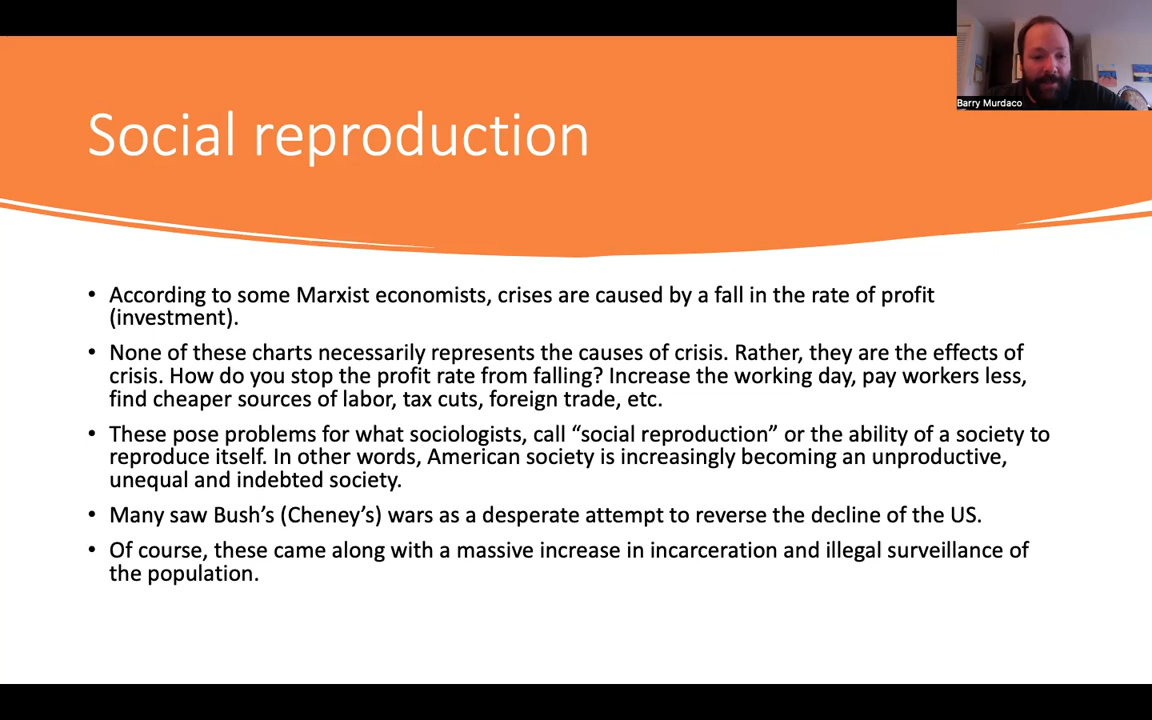 Barry Murdaco
Social reproduction
• According to some Marxist economists, crises are caused by a fall in the rate of profit
(investment).
• None of these charts necessarily represents the causes of crisis. Rather, they are the effects of
crisis. How do you stop the profit rate from falling? Increase the working day, pay workers less,
find cheaper sources of labor, tax cuts, foreign trade, etc.
• These pose problems for what sociologists, call “social reproduction” or the ability of a society to
reproduce itself. In other words, American society is increasingly becoming an unproductive,
unequal and indebted society.
• Many saw Bush’s (Cheney’s) wars as a desperate attempt to reverse the decline of the US.
• Of course, these came along with a massive increase in incarceration and illegal surveillance of
the population.